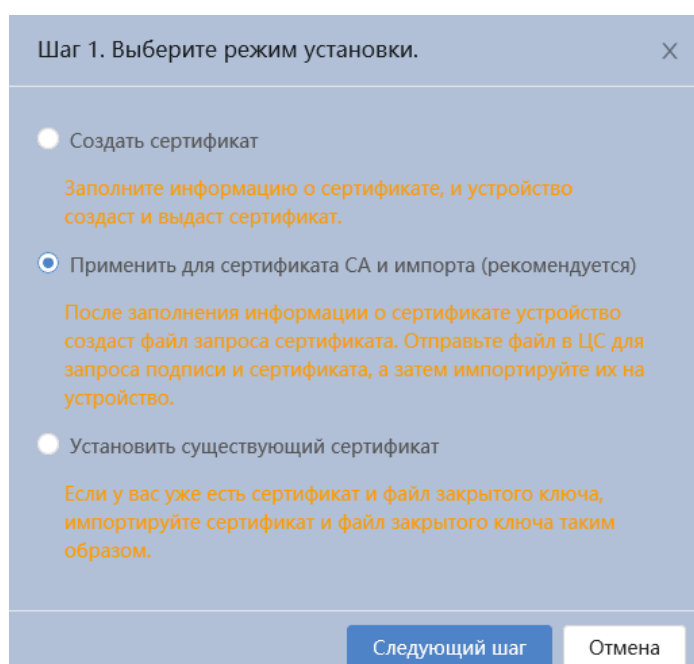 Шаг 1. Выберите режим установки.
Создать сертификат
Заполните информацию о сертификате, и устройство
создаст и выдаст сертификат.
Применить для сертификата CA и импорта (рекомендуется)
После заполнения информации о сертификате устройство
создаст файл запроса сертификата. Отправьте файл в ЦС для
запроса подписи и сертификата, а затем импортируйте их на
устройство.
Установить существующий сертификат
Если у вас уже есть сертификат и файл закрытого ключа,
импортируйте сертификат и файл закрытого ключа таким
образом.
Следующий шаг
Отмена